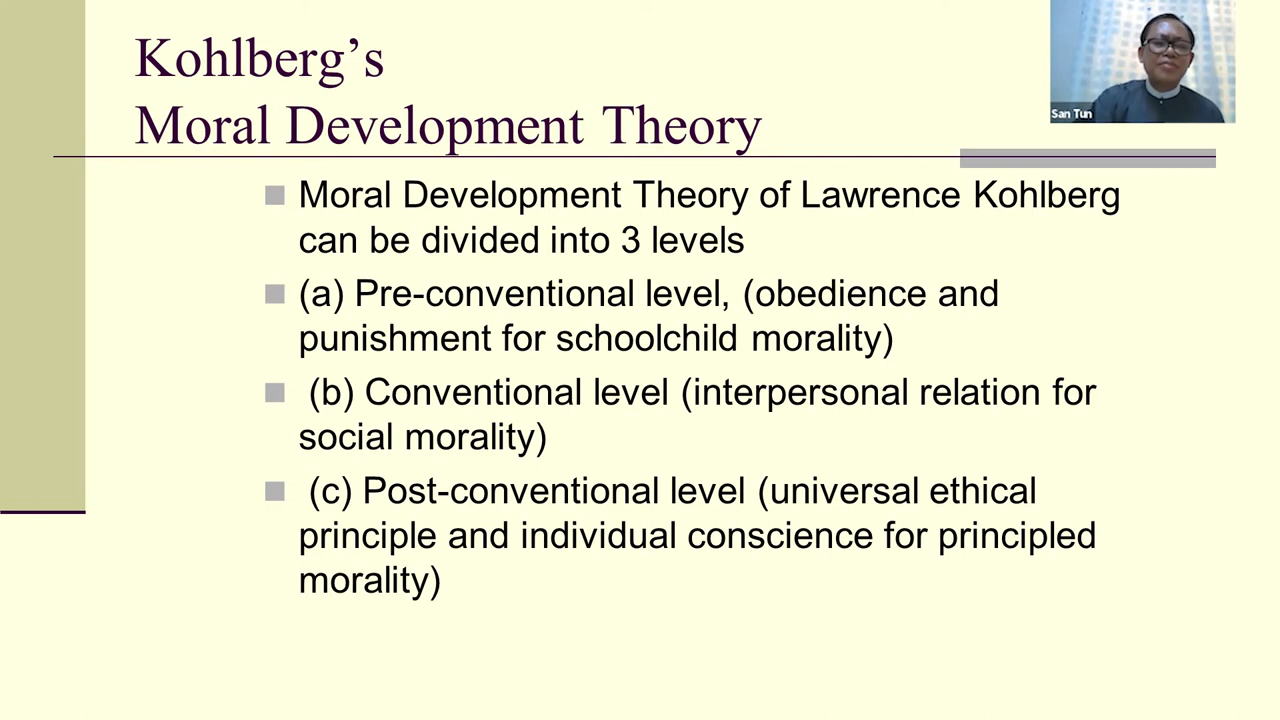 Kohlberg’s
Moral Development Theory
San Tun
Moral Development Theory of Lawrence Kohlberg
can be divided into 3 levels
(a) Pre-conventional level, (obedience and
punishment for schoolchild morality)
(b) Conventional level (interpersonal relation for
social morality)
(c) Post-conventional level (universal ethical
principle and individual conscience for principled
morality)